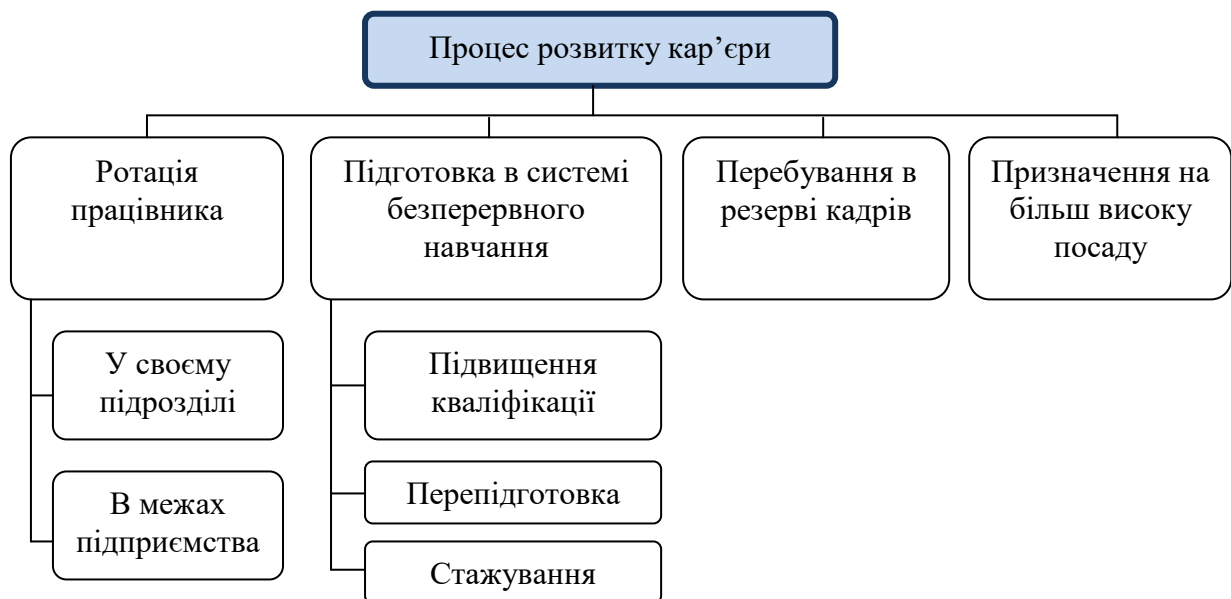 Процес розвитку кар’єри
Ротація
працівника
Підготовка в системі
безперервного
навчання
Перебування в
резерві кадрів
Призначення на
більш високу
посаду
У своєму
підрозділі
В межах
підприємства
Підвищення
кваліфікації
Перепідготовка
Стажування